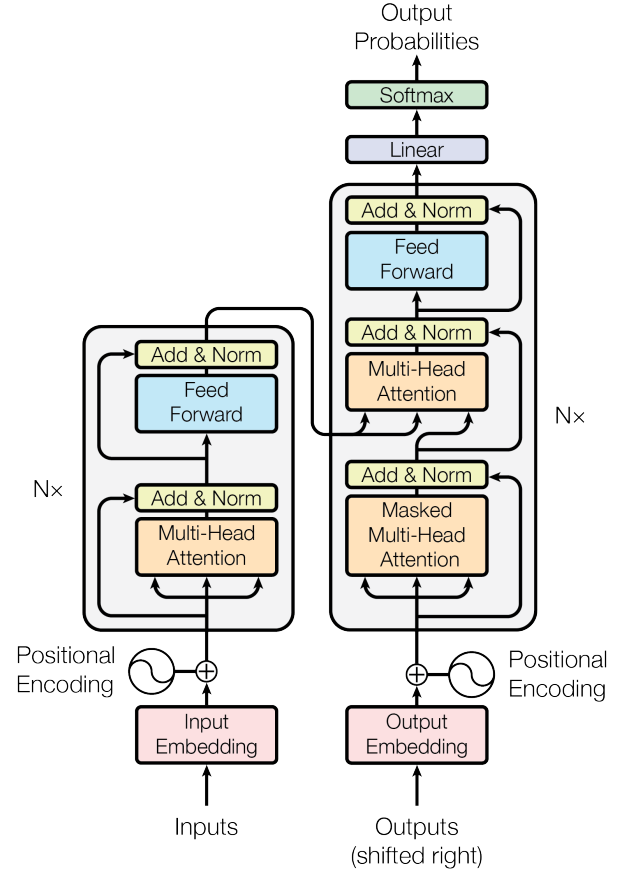 Output
Probabilities
Softmax
Linear
Add & Norm
Feed
Forward
Add & Norm
Multi-Head
Attention
Add & Norm
Masked
Multi-Head
Attention
N×
Add & Norm
Feed
Forward
Add & Norm
Multi-Head
Attention
N×
Positional
Encoding
Positional
Encoding
Input
Embedding
Output
Embedding
Inputs
Outputs
(shifted right)